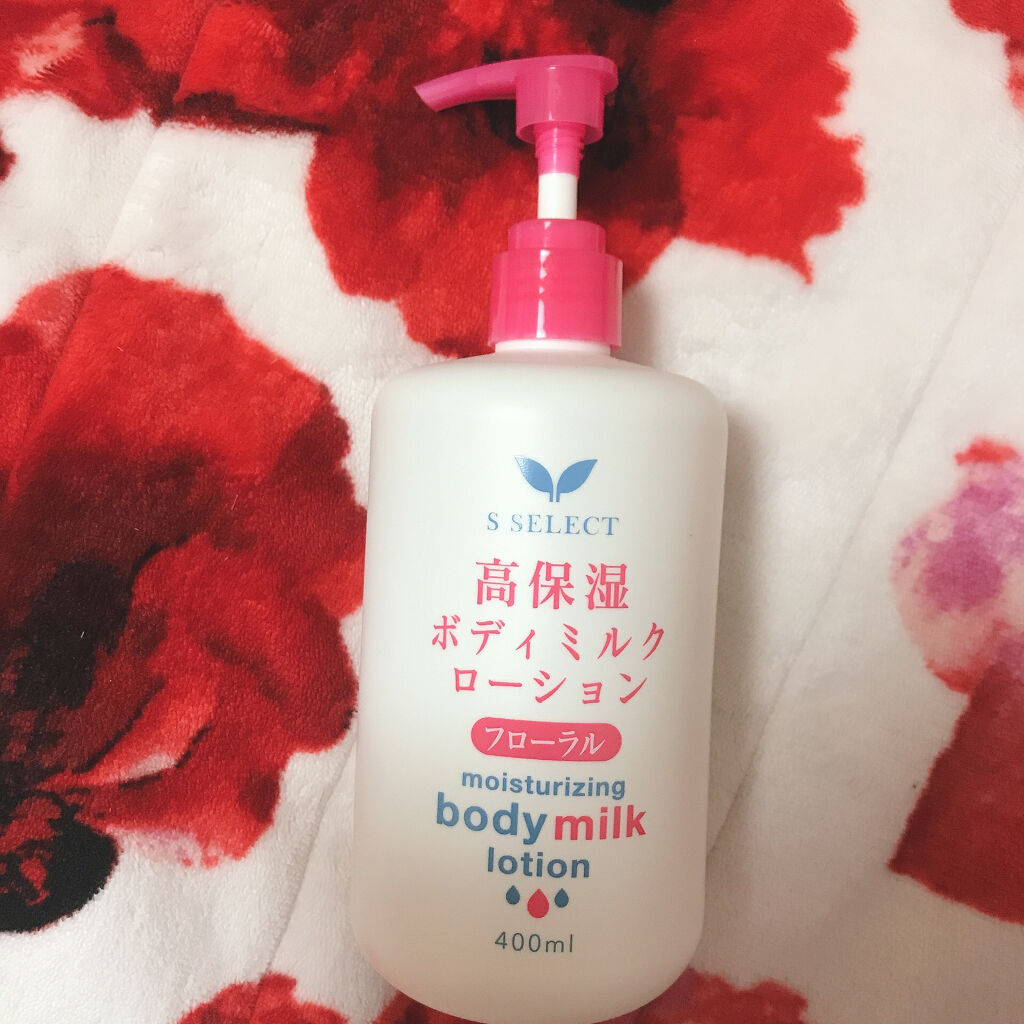 S SELECT
高保湿
ボディミルク
ローション
フローラル
moisturizing
body milk
lotion
400ml